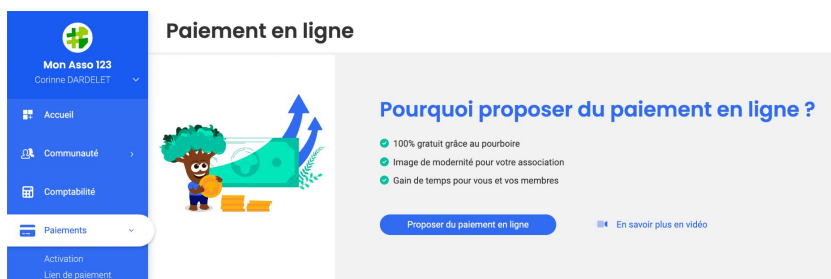 Mon Asso 123
Corinne DARDELET
Accueil
Communauté
Comptabilité
Paiements
Activation
Lien de paiement
Paiement en ligne
Pourquoi proposer du paiement en ligne ?
100% gratuit grâce au pourboire
Image de modernité pour votre association
Gain de temps pour vous et vos membres
Proposer du paiement en ligne
En savoir plus en vidéo